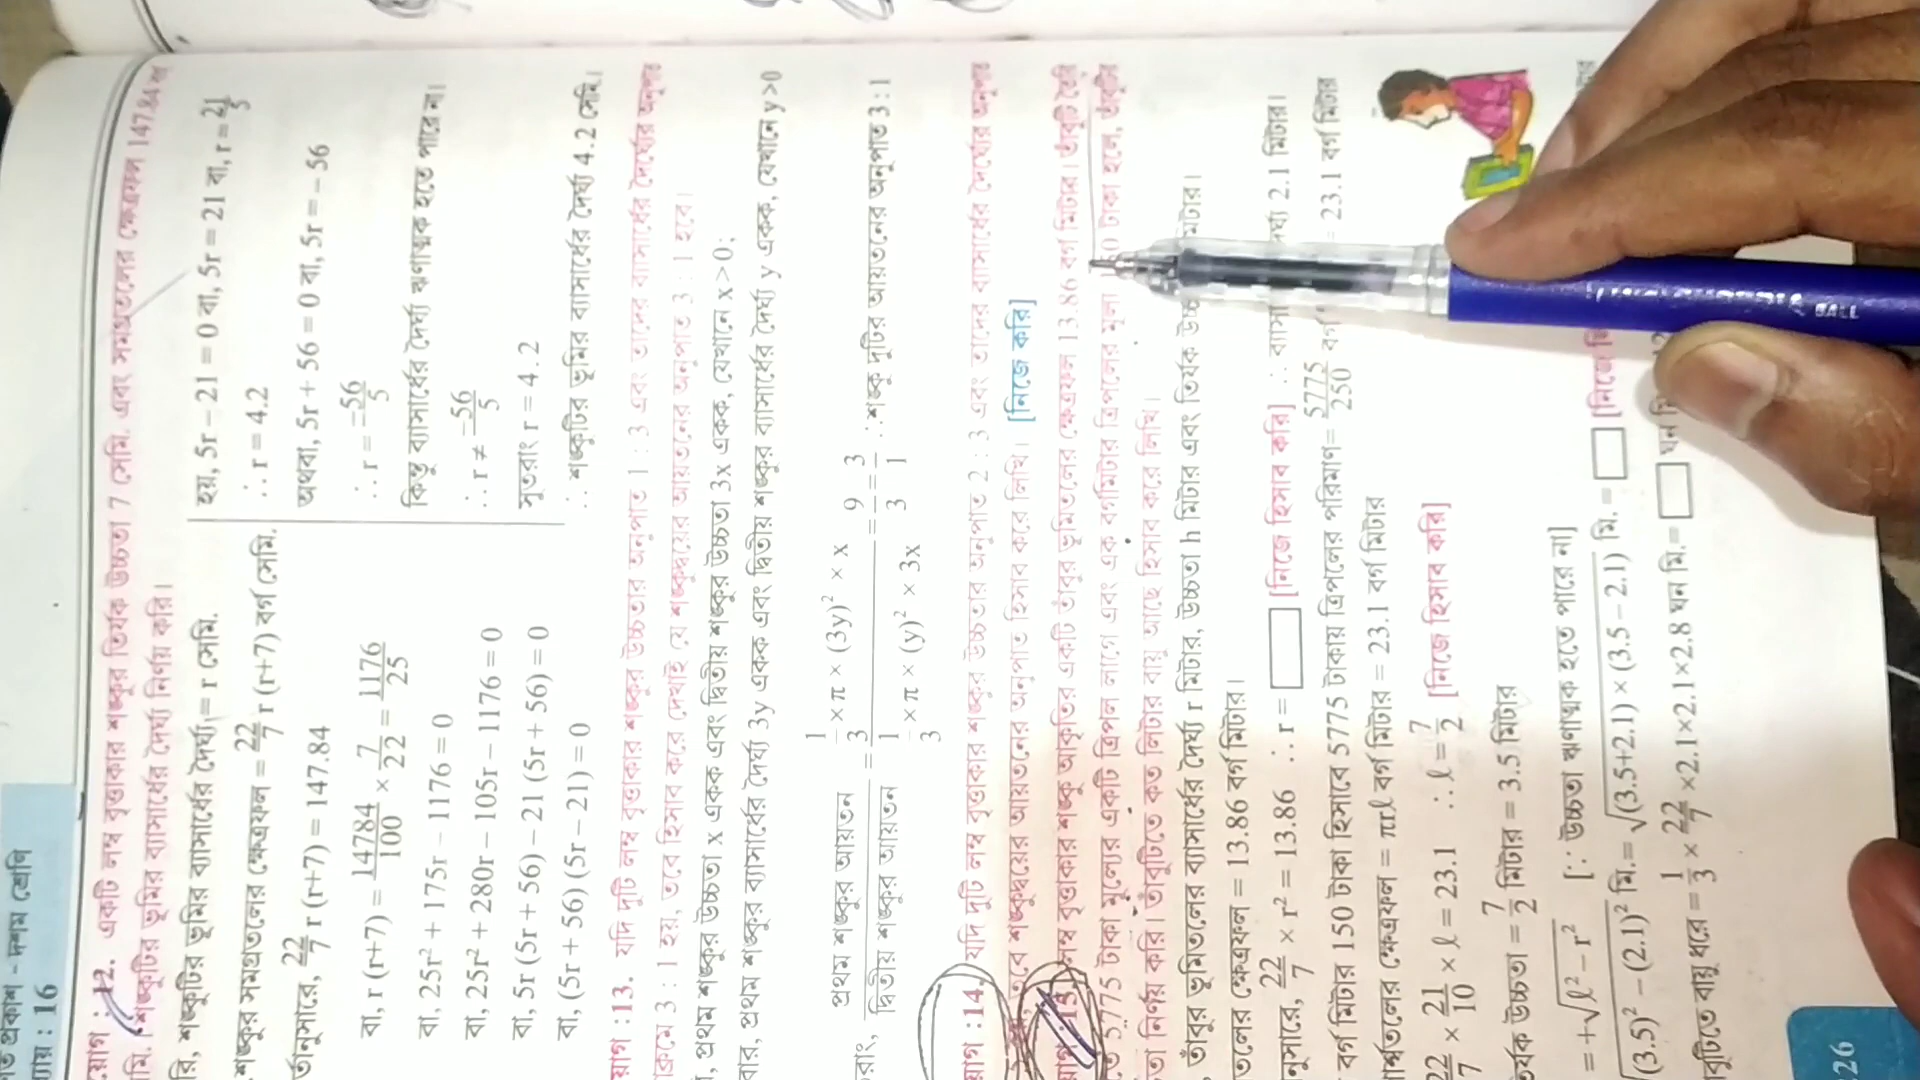 ত প্রকাশ - দশম শ্রেণি
্যায় : 16
য়োগ : 12. একটি লম্ব বৃত্তাকার শঙ্কুর তির্যক উচ্চতা 7 সেমি. এবং সমগ্রতলের ক্ষেত্রফল 147.84
মি. শঙ্কুটির ভূমির ব্যাসার্ধের দৈর্ঘ্য নির্ণয় করি।
রি, শঙ্কুটির ভূমির ব্যাসার্ধের দৈর্ঘ্য = r সেমি.
শঙ্কুর সমগ্রতলের ক্ষেত্রফল = 22/7 r (r+7) বর্গ সেমি.
র্তানুসারে, 22/7 r (r+7) = 147.84
বা, r (r+7) = 14784/100 × 7/22 = 1176/25
বা, 25r² + 175r − 1176 = 0
বা, 25r² + 280r − 105r − 1176 = 0
বা, 5r (5r + 56) − 21 (5r + 56) = 0
বা, (5r + 56) (5r − 21) = 0
হয়, 5r − 21 = 0 বা, 5r = 21 বা, r = 21/5
∴ r = 4.2
অথবা, 5r + 56 = 0 বা, 5r = − 56
∴ r = −56/5
কিন্তু ব্যাসার্ধের দৈর্ঘ্য ঋণাত্মক হতে পারে না।
∴ r ≠ −56/5
সুতরাং r = 4.2
∴ শঙ্কুটির ভূমির ব্যাসার্ধের দৈর্ঘ্য 4.2 সেমি.।
য়োগ : 13. যদি দুটি লম্ব বৃত্তাকার শঙ্কুর উচ্চতার অনুপাত 1 : 3 এবং তাদের ব্যাসার্ধের দৈর্ঘ্যের অনুপাত
ক্রমে 3 : 1 হয়, তবে হিসাব করে দেখাই যে শঙ্কুদ্বয়ের আয়তনের অনুপাত 3 : 1 হবে।
, প্রথম শঙ্কুর উচ্চতা x একক এবং দ্বিতীয় শঙ্কুর উচ্চতা 3x একক, যেখানে x > 0;
বার, প্রথম শঙ্কুর ব্যাসার্ধের দৈর্ঘ্য 3y একক এবং দ্বিতীয় শঙ্কুর ব্যাসার্ধের দৈর্ঘ্য y একক, যেখানে y > 0
রাং, প্রথম শঙ্কুর আয়তন/দ্বিতীয় শঙ্কুর আয়তন = 1/3 × π × (3y)² × x / 1/3 × π × (y)² × 3x = 9/3 = 3/1 ∴ শঙ্কু দুটির আয়তনের অনুপাত 3 : 1
য়োগ : 14. যদি দুটি লম্ব বৃত্তাকার শঙ্কুর উচ্চতার অনুপাত 2 : 3 এবং তাদের ব্যাসার্ধের দৈর্ঘ্যের অনুপাত
তবে শঙ্কুদ্বয়ের আয়তনের অনুপাত হিসাব করে লিখি। [নিজে করি]
য়োগ : 15. লম্ব বৃত্তাকার শঙ্কু আকৃতির একটি তাঁবুর ভূমিতলের ক্ষেত্রফল 13.86 বর্গ মিটার। তাঁবুটি তৈরি
তে 5775 টাকা মূল্যের একটি ত্রিপল লাগে এবং এক বর্গমিটার ত্রিপলের মূল্য 0 টাকা হলে, তাঁবুটির
তা নির্ণয় করি। তাঁবুটিতে কত লিটার বায়ু আছে হিসাব করে লিখি।
, তাঁবুর ভূমিতলের ব্যাসার্ধের দৈর্ঘ্য r মিটার, উচ্চতা h মিটার এবং তির্যক উচ্চ মিটার।
তলের ক্ষেত্রফল = 13.86 বর্গ মিটার।
নুসারে, 22/7 × r² = 13.86 ∴ r = □ [নিজে হিসাব করি] ∴ ব্যাসা দৈর্ঘ্য 2.1 মিটার।
বর্গ মিটার 150 টাকা হিসাবে 5775 টাকায় ত্রিপলের পরিমাণ = 5775/250 বর্গ = 23.1 বর্গ মিটার
পার্শ্বতলের ক্ষেত্রফল = πrl বর্গ মিটার = 23.1 বর্গ মিটার
22/7 × 21/10 × l = 23.1 ∴ l = 7/2 [নিজে হিসাব করি]
তির্যক উচ্চতা = 7/2 মিটার = 3.5 মিটার
= +√l² − r² [∵ উচ্চতা ঋণাত্মক হতে পারে না]
√(3.5)² − (2.1)² মি. = √(3.5+2.1) × (3.5 − 2.1) মি. = □ [নিজে
বুটিতে বায়ু ধরে = 1/3 × 22/7 ×2.1×2.1×2.8 ঘন মি.= □ ঘন মি
26
BALL